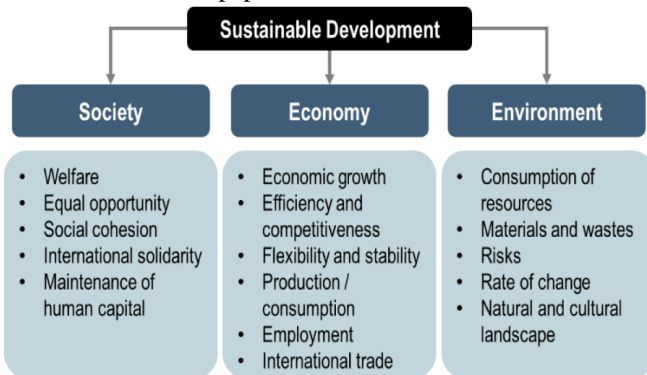 Sustainable Development
Society
• Welfare
• Equal opportunity
• Social cohesion
• International solidarity
• Maintenance of
human capital
Economy
• Economic growth
• Efficiency and
competitiveness
• Flexibility and stability
• Production /
consumption
• Employment
• International trade
Environment
• Consumption of
resources
• Materials and wastes
• Risks
• Rate of change
• Natural and cultural
landscape